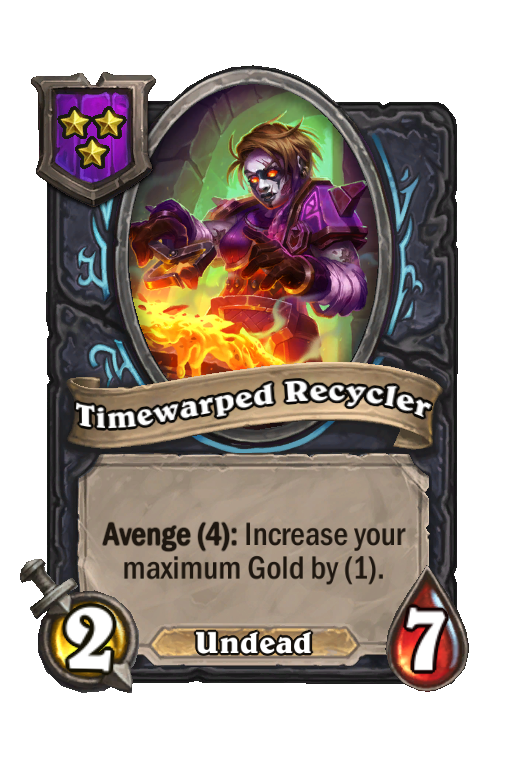 Timewarped Recycler
Avenge (4): Increase your
maximum Gold by (1).
2
Undead
7